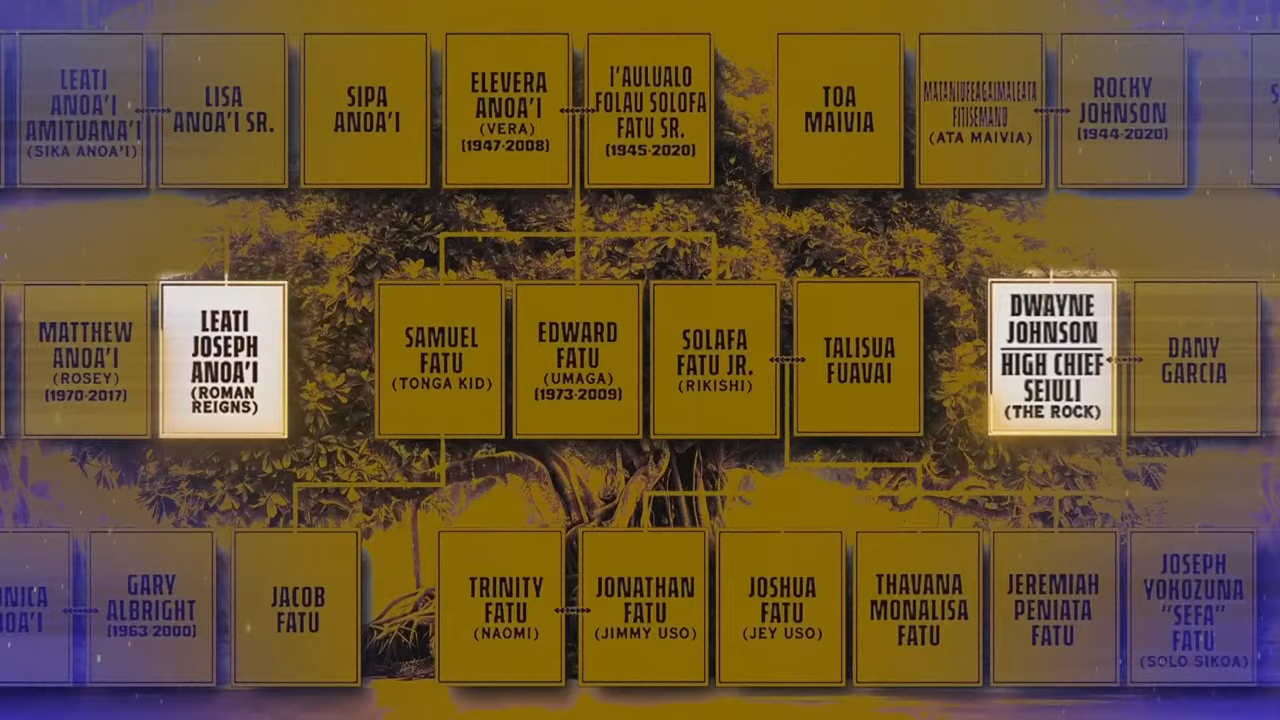 LEATI
ANOA'I
AMITUANA'I
(SIKA ANOA'I)
LISA
ANOA'I SR.
SIPA
ANOA'I
ELEVERA
ANOA'I
(VERA)
(1947-2008)
I'AULUALO
FOLAU SOLOFA
FATU SR.
(1945-2020)
TOA
MAIVIA
FITISEMANU
(ATA MAIVIA)
ROCKY
JOHNSON
(1944-2020)
MATTHEW
ANOA'I
(ROSEY)
(1970-2017)
LEATI
JOSEPH
ANOA'I
(ROMAN
REIGNS)
SAMUEL
FATU
(TONGA KID)
EDWARD
FATU
(UMAGA)
(1973-2009)
SOLAFA
FATU JR.
(RIKISHI)
TALISUA
FUAVAI
DWAYNE
JOHNSON
HIGH CHIEF
SEIULI
(THE ROCK)
DANY
GARCIA
GARY
ALBRIGHT
(1963-2000)
JACOB
FATU
TRINITY
FATU
(NAOMI)
JONATHAN
FATU
(JIMMY USO)
JOSHUA
FATU
(JEY USO)
THAVANA
MONALISA
FATU
JEREMIAH
PENIATA
FATU
JOSEPH
YOKOZUNA
"SEFA"
FATU
(SOLO SIKOA)